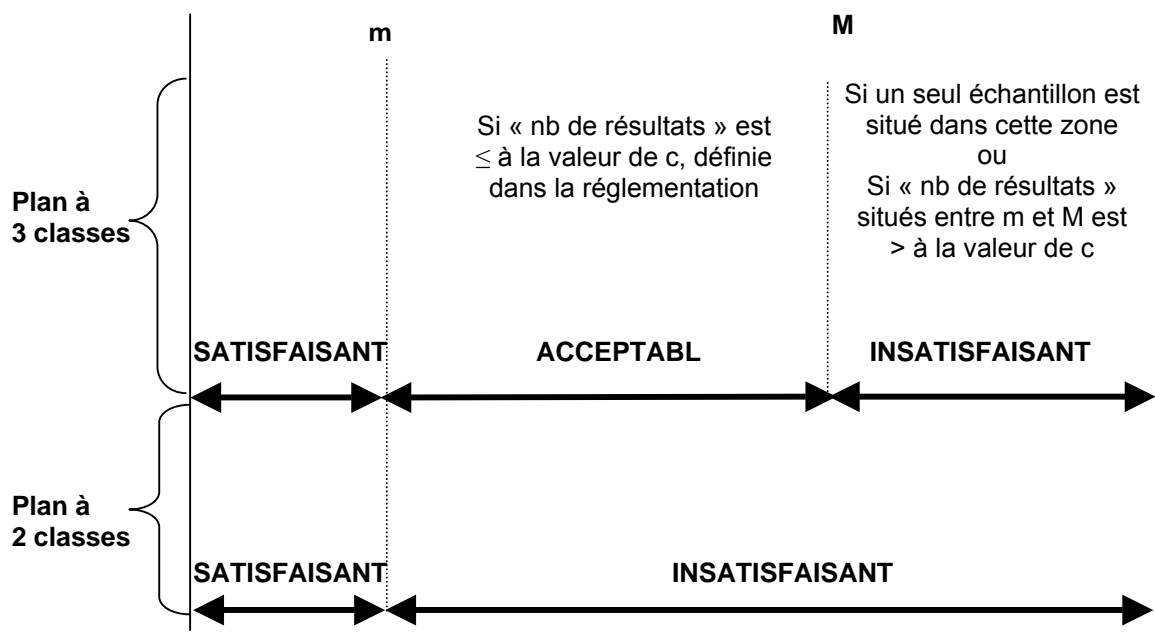 m
M
Si « nb de résultats » est
≤ à la valeur de c, définie
dans la réglementation
Si un seul échantillon est
situé dans cette zone
ou
Si « nb de résultats »
situés entre m et M est
> à la valeur de c
Plan à
3 classes
SATISFAISANT
ACCEPTABL
INSATISFAISANT
Plan à
2 classes
SATISFAISANT
INSATISFAISANT